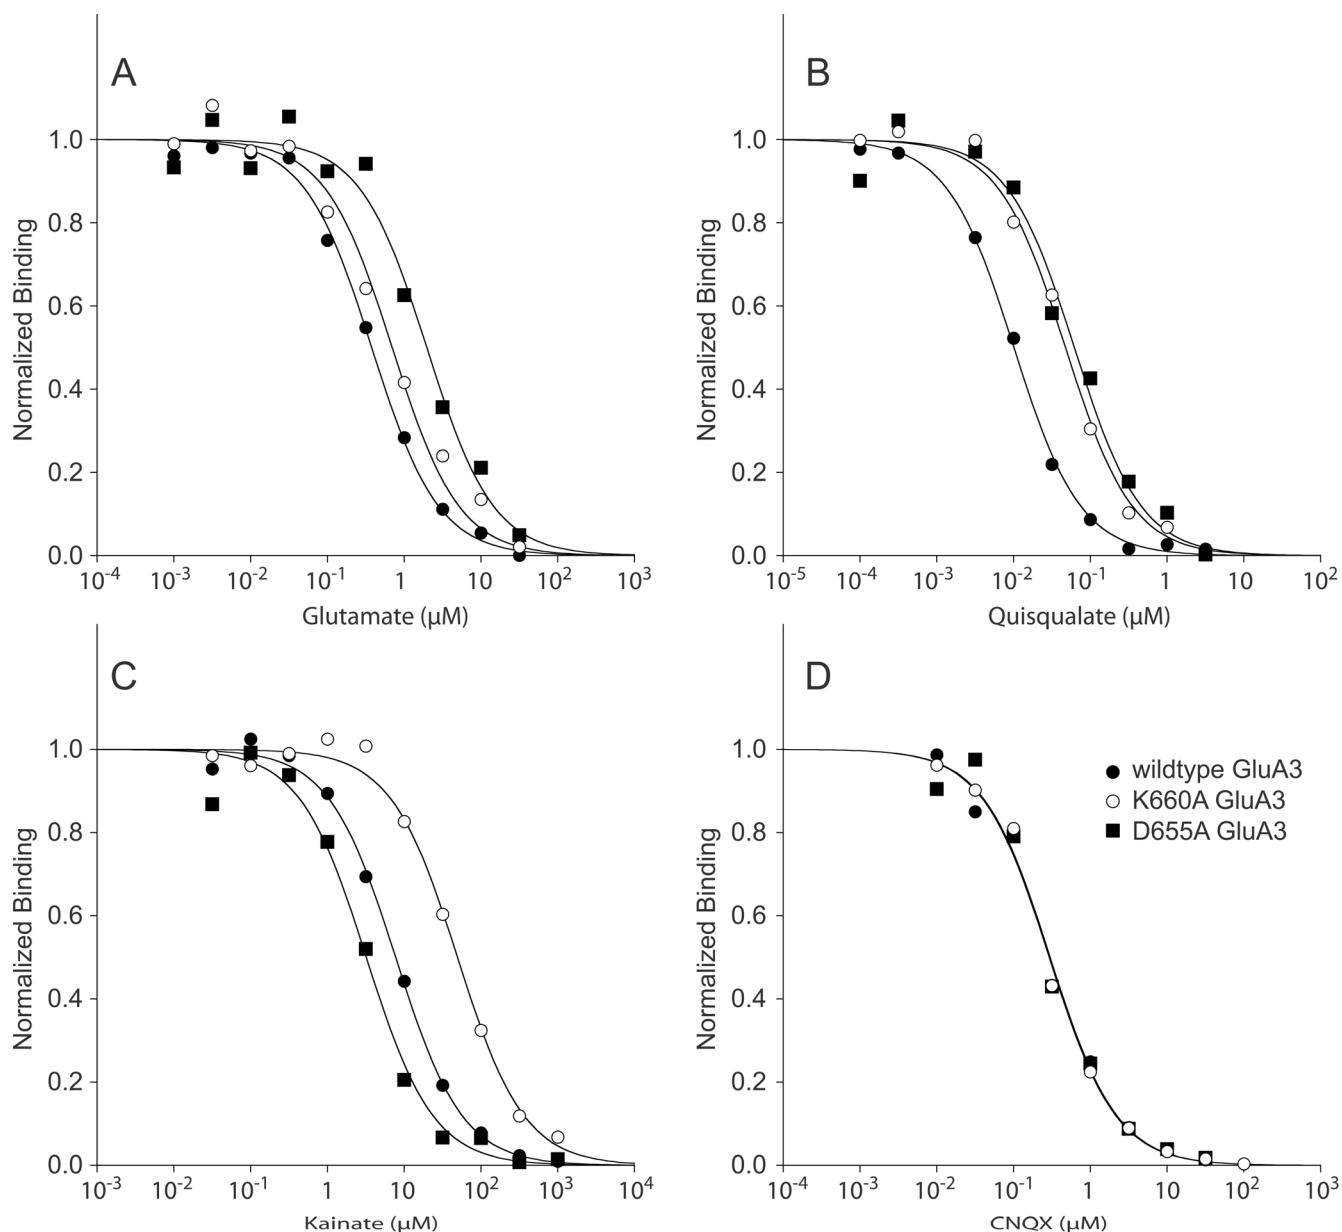 A
Normalized Binding
1.0
0.8
0.6
0.4
0.2
0.0
10⁻⁴ 10⁻³ 10⁻² 10⁻¹ 1 10 10² 10³
Glutamate (µM)
B
Normalized Binding
1.0
0.8
0.6
0.4
0.2
0.0
10⁻⁵ 10⁻⁴ 10⁻³ 10⁻² 10⁻¹ 1 10 10²
Quisqualate (µM)
C
Normalized Binding
1.0
0.8
0.6
0.4
0.2
0.0
10⁻³ 10⁻² 10⁻¹ 1 10 10² 10³ 10⁴
Kainate (µM)
D
wildtype GluA3
K660A GluA3
D655A GluA3
Normalized Binding
1.0
0.8
0.6
0.4
0.2
0.0
10⁻⁴ 10⁻³ 10⁻² 10⁻¹ 1 10 10² 10³
CNQX (µM)